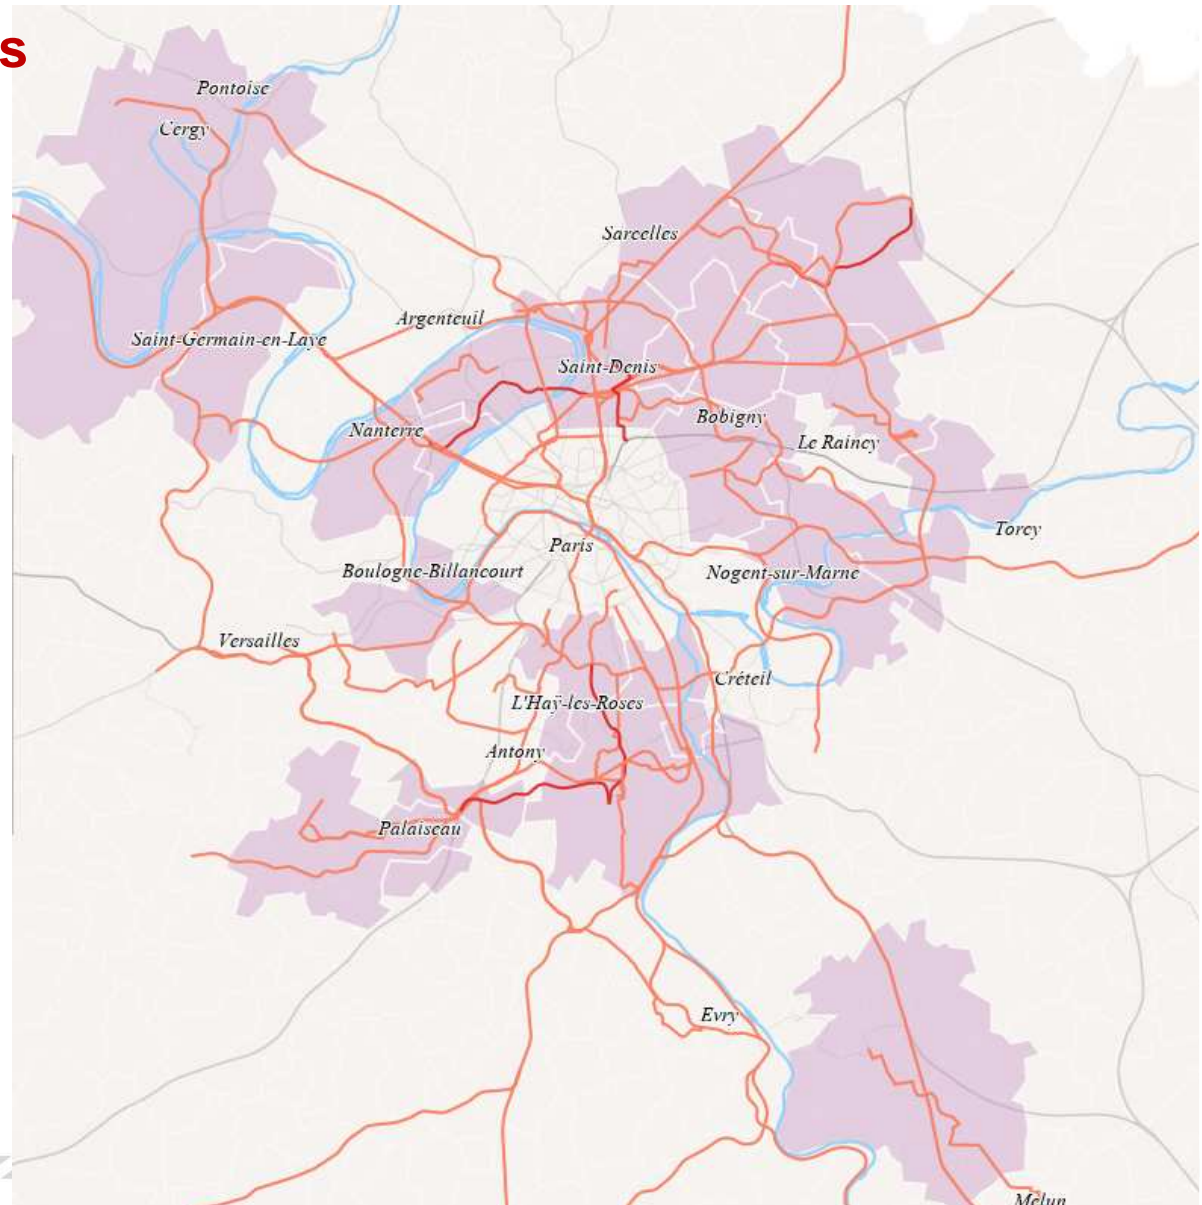 s
Pontoise
Cergy
Sarcelles
Argenteuil
Saint-Germain-en-Laye
Saint-Denis
Bobigny
Nanterre
Le Raincy
Torcy
Paris
Boulogne-Billancourt
Nogent-sur-Marne
Versailles
Créteil
L'Haÿ-les-Roses
Antony
Palaiseau
Evry
Melun